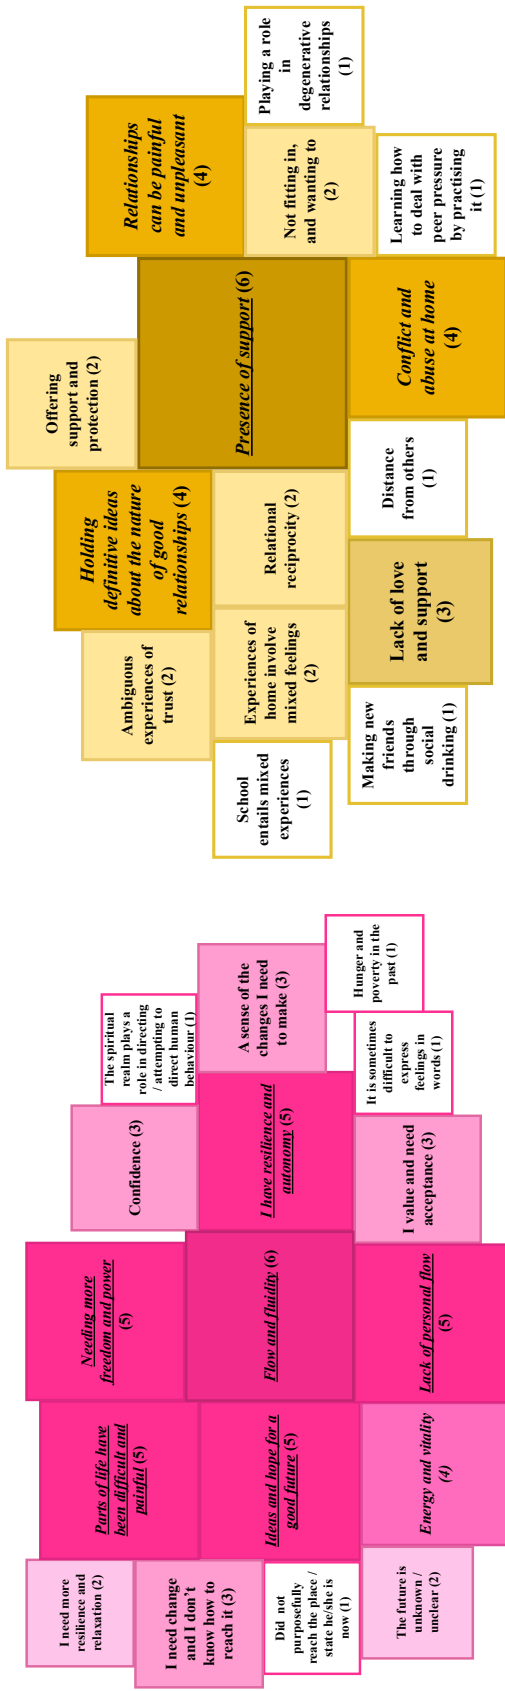 I need more
resilience and
relaxation (2)
I need change
and I don't
know how to
reach it (3)
Did not
purposefully
reach the place /
state he/she is
now (1)
The future is
unknown /
unclear (2)
Parts of life have
been difficult and
painful (5)
Ideas and hope for a
good future (5)
Energy and vitality
(4)
Needing more
freedom and power
(5)
Flow and fluidity (6)
Lack of personal flow
(5)
Confidence (3)
I have resilience and
autonomy (5)
I value and need
acceptance (3)
The spiritual
realm plays a
role in directing
/ attempting to
direct human
behaviour (1)
A sense of the
changes I need
to make (3)
It is sometimes
difficult to
express
feelings in
words (1)
Hunger and
poverty in the
past (1)
School
entails mixed
experiences
(1)
Making new
friends
through
social
drinking (1)
Ambiguous
experiences of
trust (2)
Experiences of
home involve
mixed feelings
(2)
Lack of love
and support
(3)
Holding
definitive ideas
about the nature
of good
relationships (4)
Relational
reciprocity (2)
Distance
from others
(1)
Offering
support and
protection (2)
Presence of support (6)
Conflict and
abuse at home
(4)
Relationships
can be painful
and unpleasant
(4)
Not fitting in,
and wanting to
(2)
Learning how
to deal with
peer pressure
by practising
it (1)
Playing a role
in
degenerative
relationships
(1)